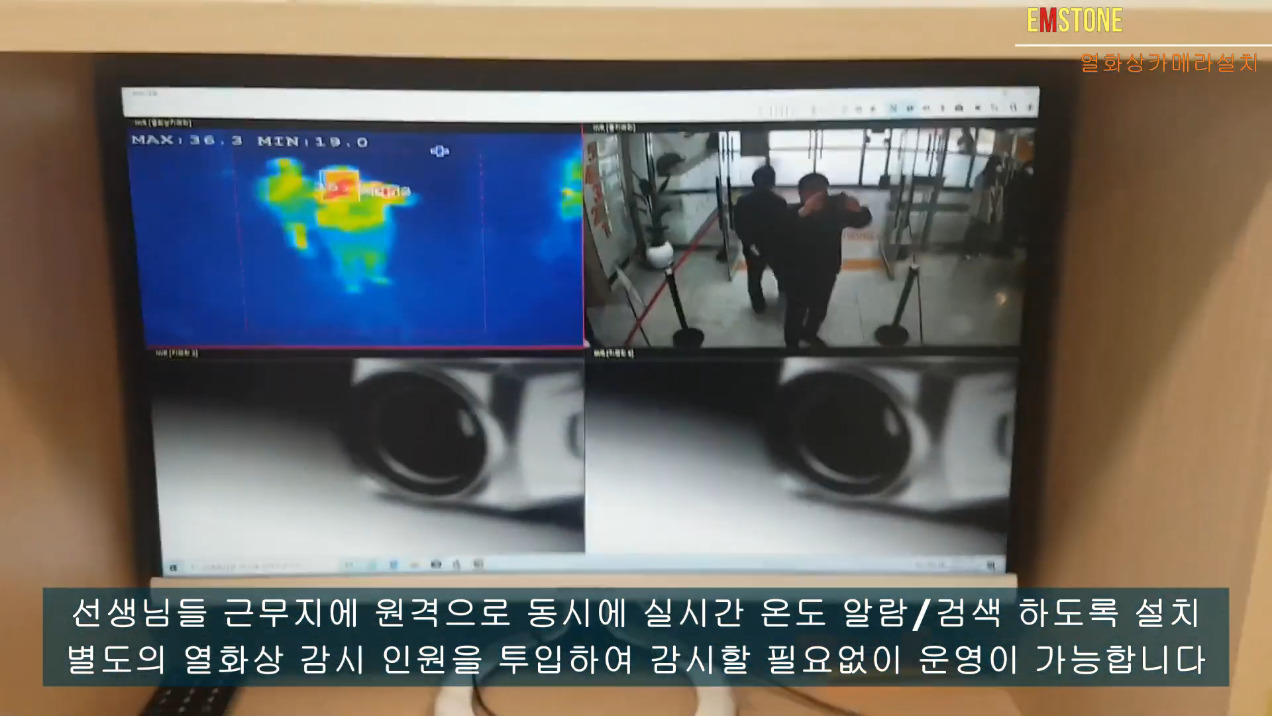 EMSTONE
열화상카메라설치
MAX:36.3 MIN:19.0
선생님들 근무지에 원격으로 동시에 실시간 온도 알람/검색 하도록 설치
별도의 열화상 감시 인원을 투입하여 감시할 필요없이 운영이 가능합니다